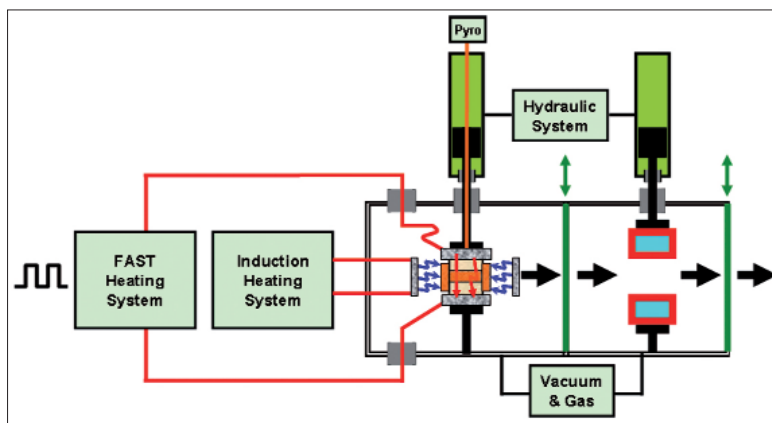 Pyro
Hydraulic
System
FAST
Heating
System
Induction
Heating
System
Vacuum
& Gas